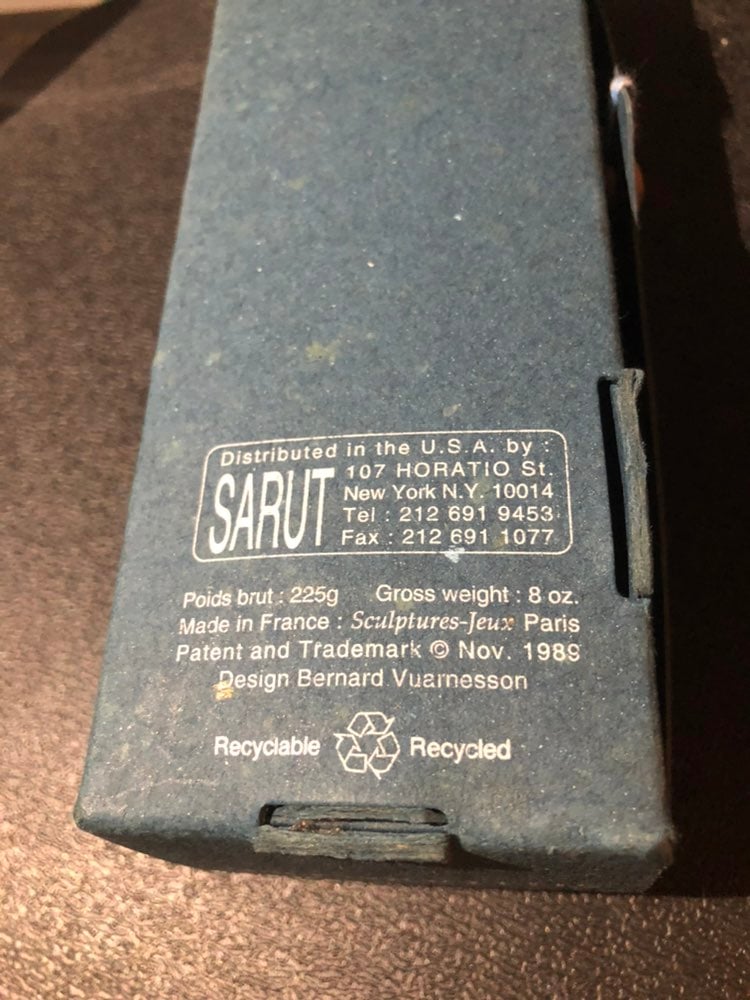 Distributed in the U.S.A. by :
SARUT
107 HORATIO St.
New York N.Y. 10014
Tel : 212 691 9453
Fax : 212 691 1077
Poids brut : 225g Gross weight : 8 oz.
Made in France : Sculptures-Jeux Paris
Patent and Trademark © Nov. 1989
Design Bernard Vuarnesson
Recyclable Recycled